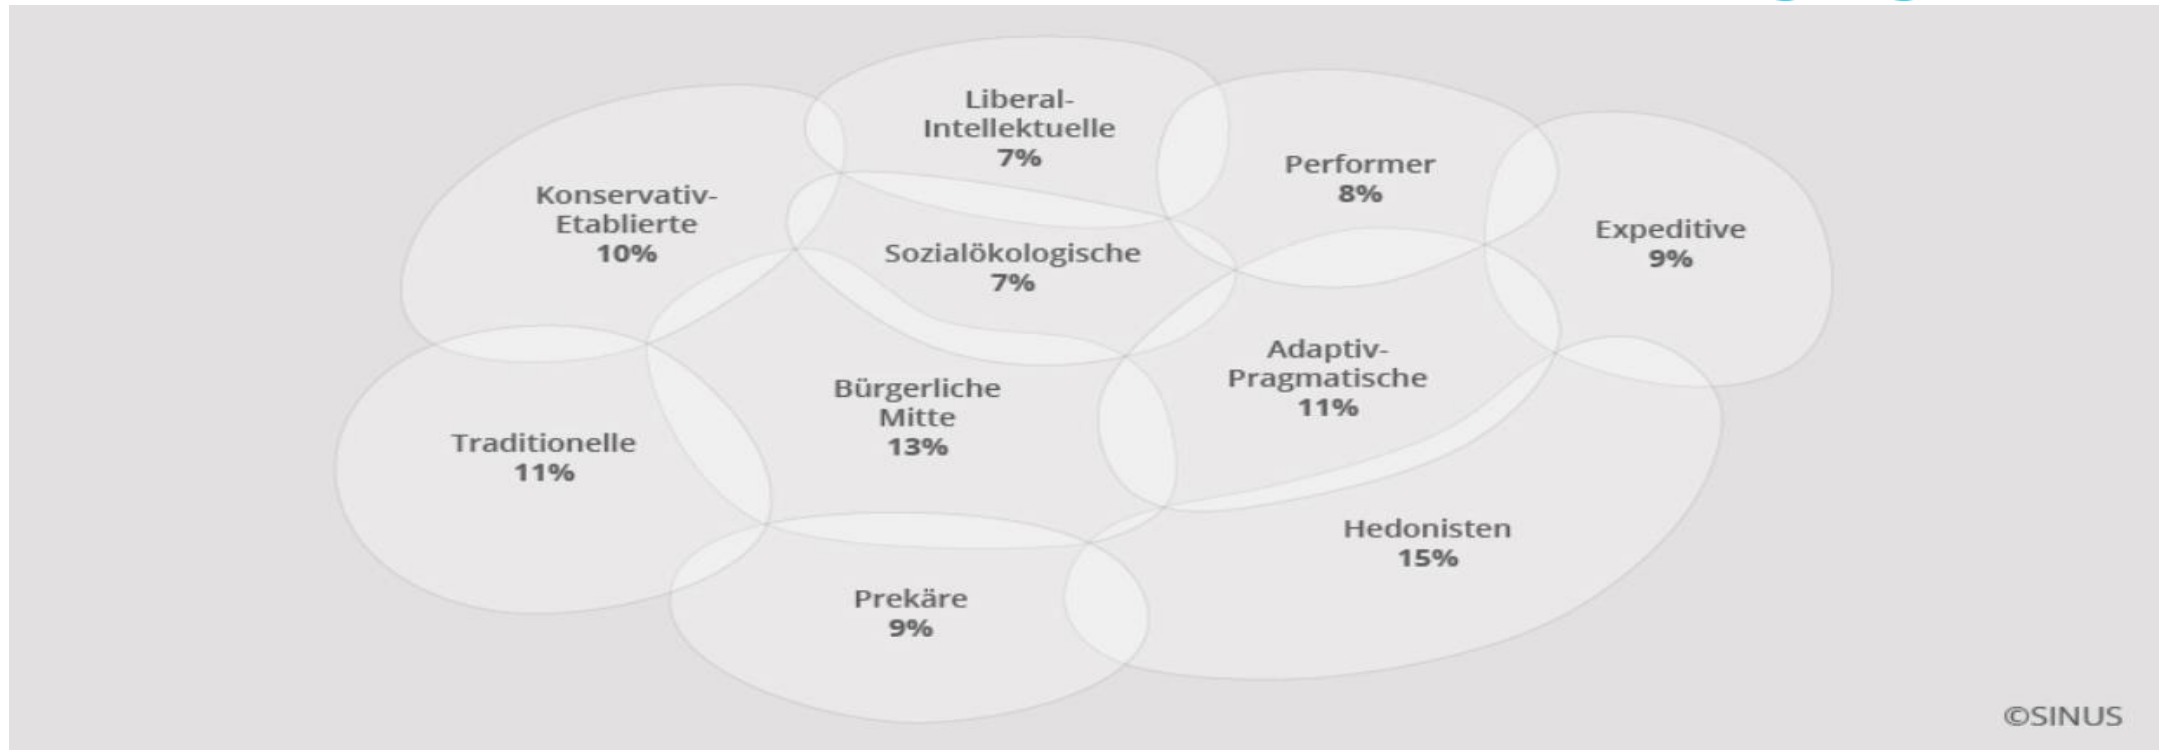 Liberal-
Intellektuelle
7%
Performer
8%
Konservativ-
Etablierte
10%
Expeditive
9%
Sozialökologische
7%
Adaptiv-
Pragmatische
11%
Bürgerliche
Mitte
13%
Traditionelle
11%
Hedonisten
15%
Prekäre
9%
©SINUS